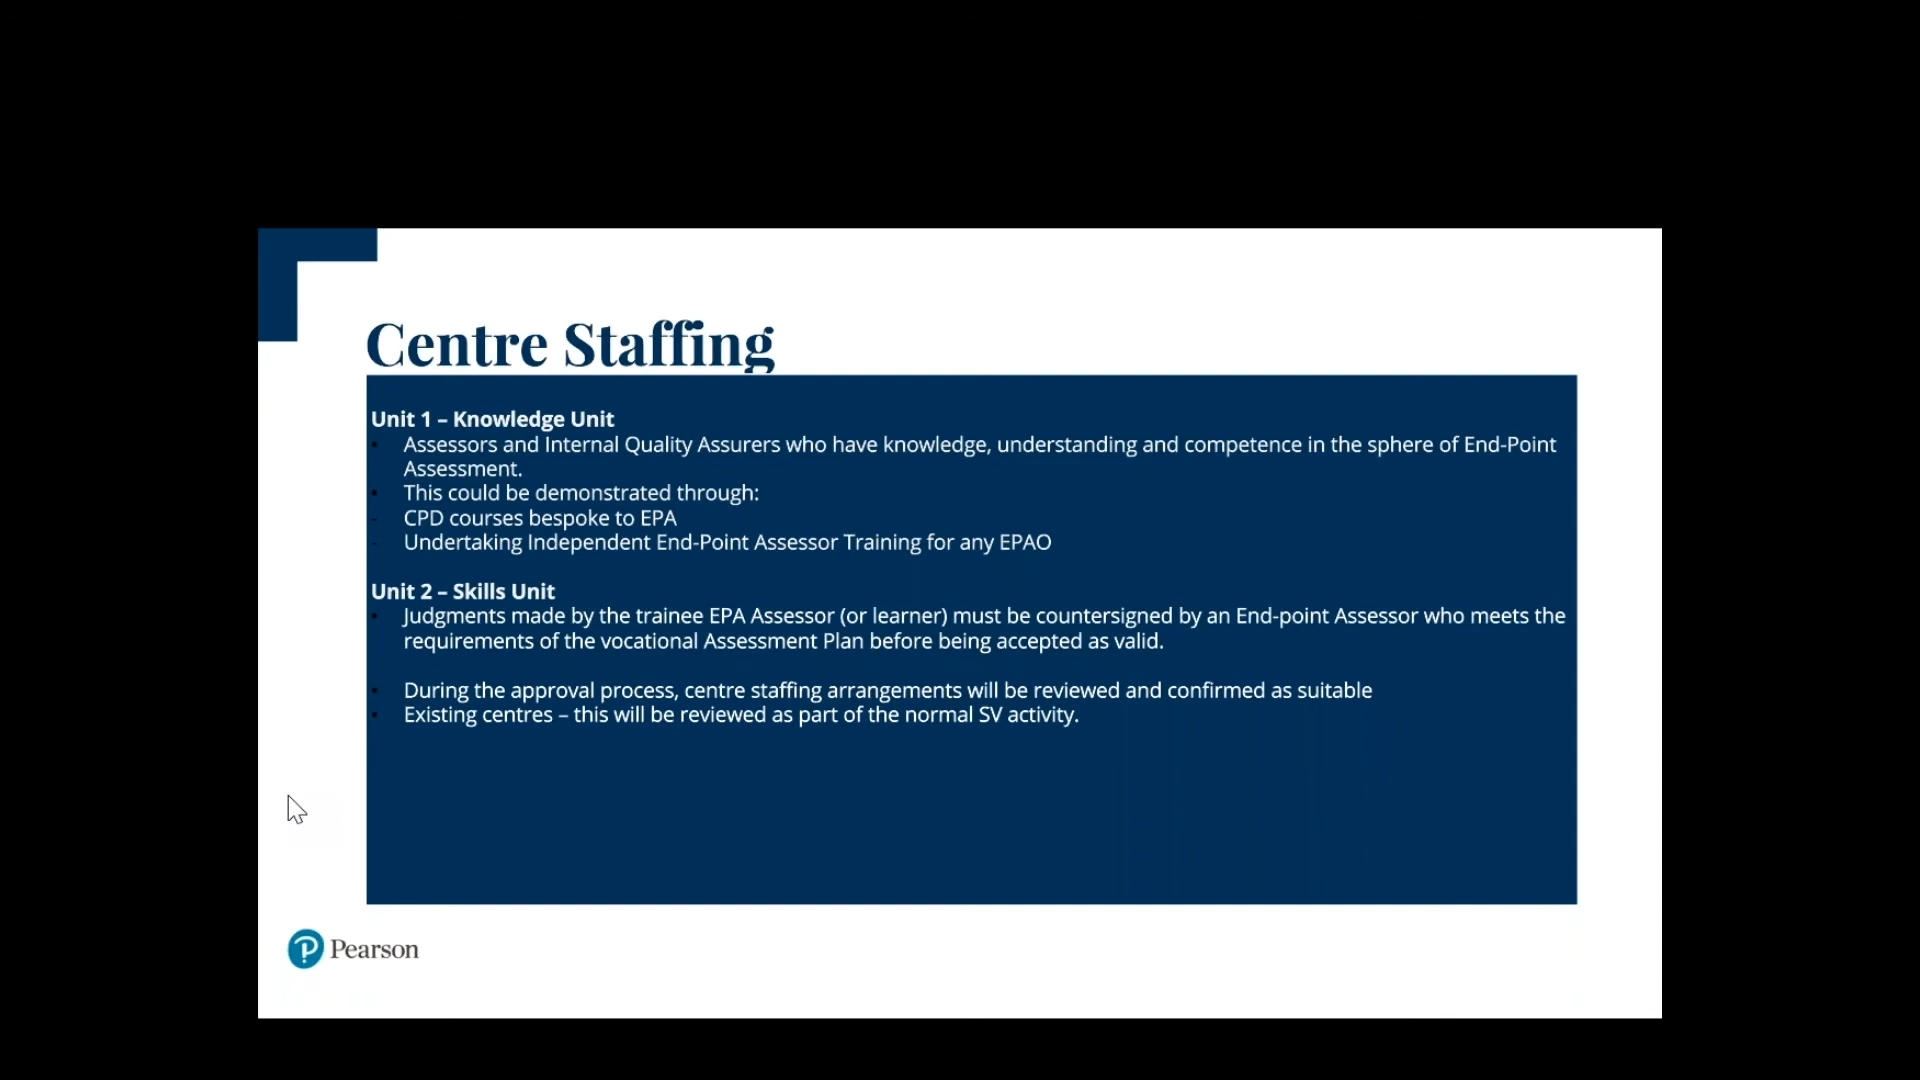 Centre Staffing
Unit 1 – Knowledge Unit
• Assessors and Internal Quality Assurers who have knowledge, understanding and competence in the sphere of End-Point
Assessment.
• This could be demonstrated through:
- CPD courses bespoke to EPA
- Undertaking Independent End-Point Assessor Training for any EPAO
Unit 2 – Skills Unit
• Judgments made by the trainee EPA Assessor (or learner) must be countersigned by an End-point Assessor who meets the
requirements of the vocational Assessment Plan before being accepted as valid.
• During the approval process, centre staffing arrangements will be reviewed and confirmed as suitable
• Existing centres – this will be reviewed as part of the normal SV activity.
Pearson